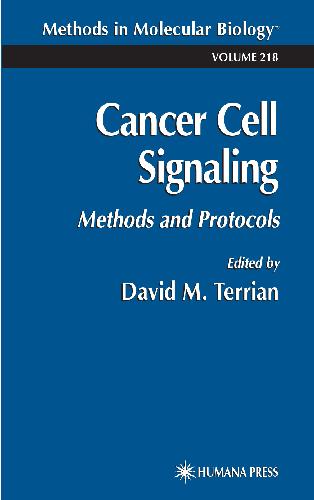 Methods in Molecular Biology™
VOLUME 218
Cancer Cell
Signaling
Methods and Protocols
Edited by
David M. Terrian
HUMANA PRESS